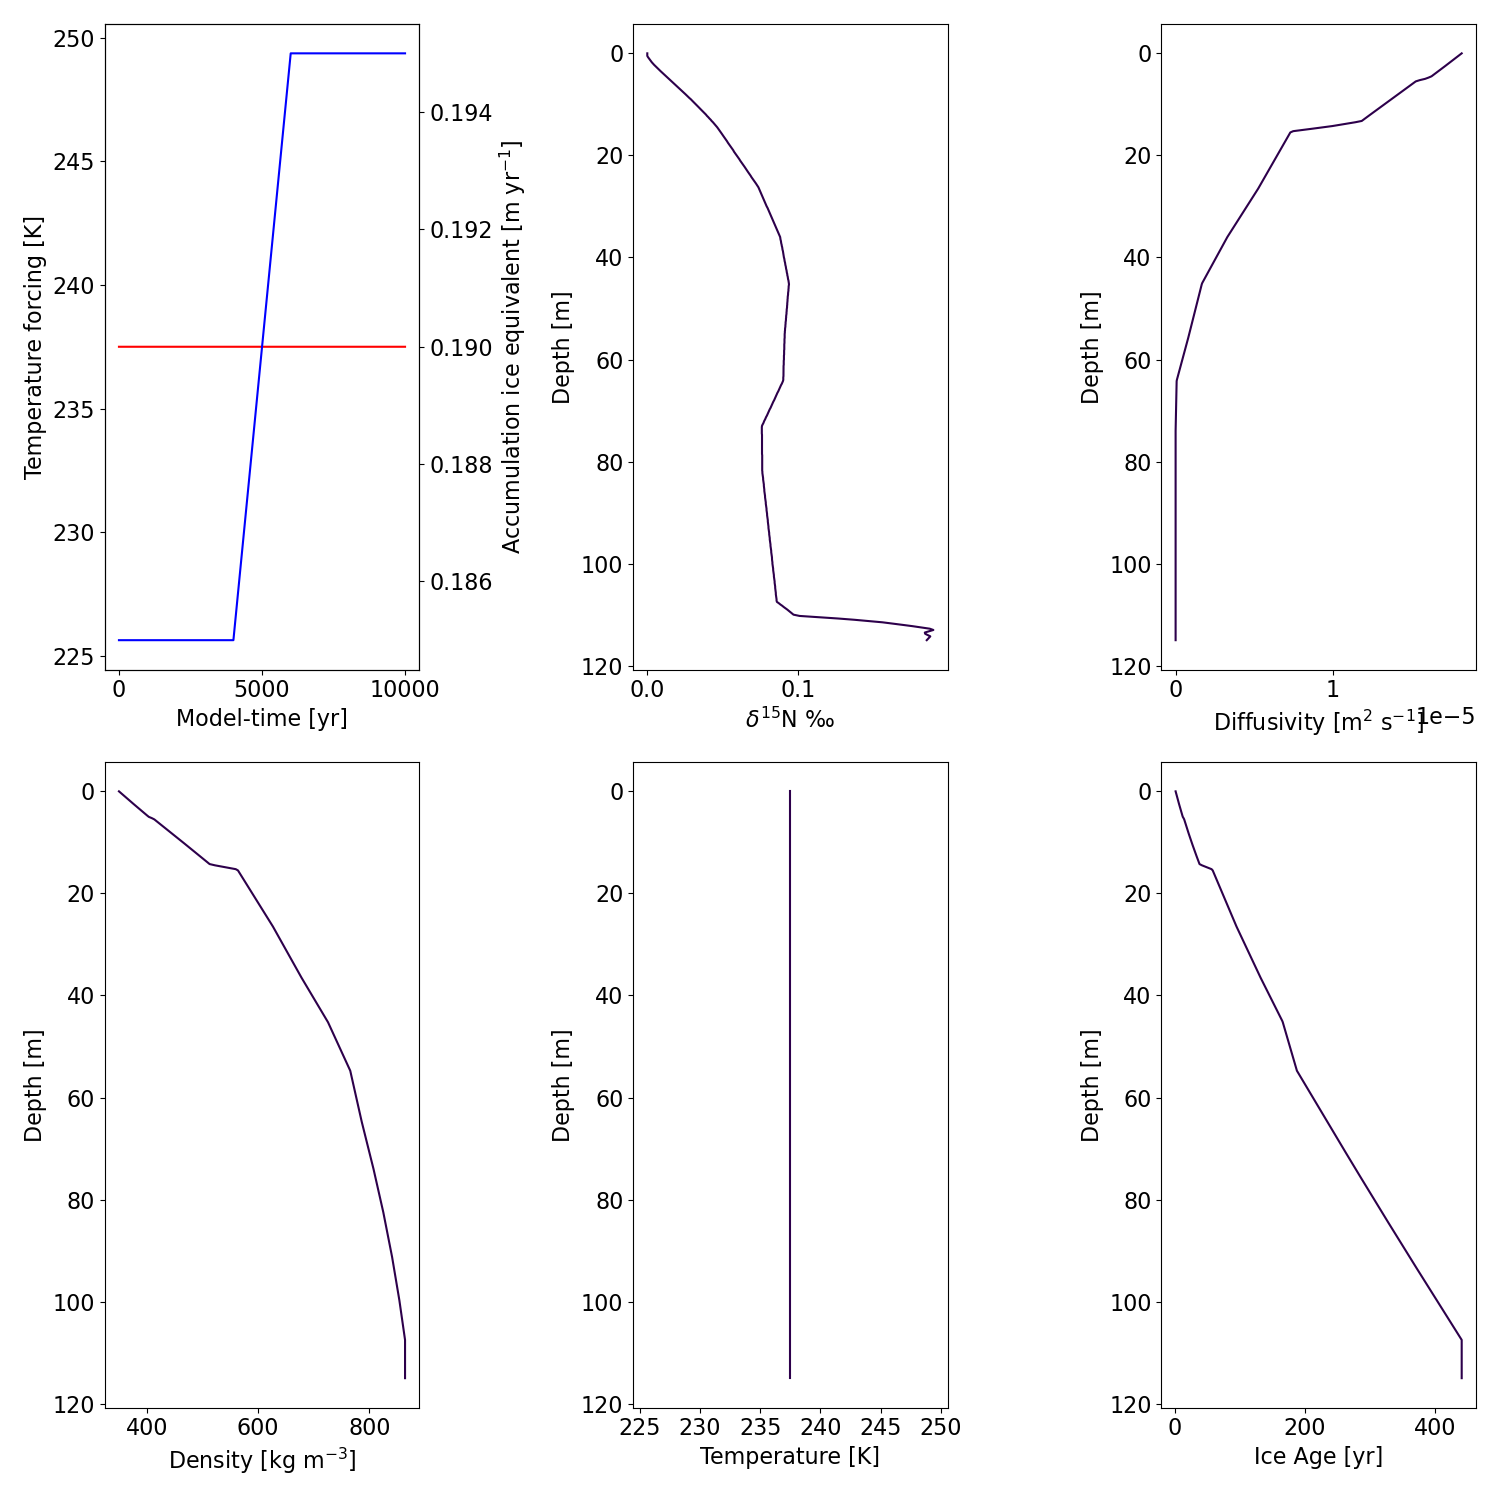 250
245
240
235
230
225
Temperature forcing [K]
0.194
0.192
0.190
0.188
0.186
Accumulation ice equivalent [m yr⁻¹]
0 5000 10000
Model-time [yr]
0
20
40
60
80
100
120
Depth [m]
0.0 0.1
δ¹⁵N ‰
0
20
40
60
80
100
120
Depth [m]
0 1
Diffusivity [m² s⁻¹]
1e−5
0
20
40
60
80
100
120
Depth [m]
400 600 800
Density [kg m⁻³]
0
20
40
60
80
100
120
Depth [m]
225 230 235 240 245 250
Temperature [K]
0
20
40
60
80
100
120
Depth [m]
0 200 400
Ice Age [yr]